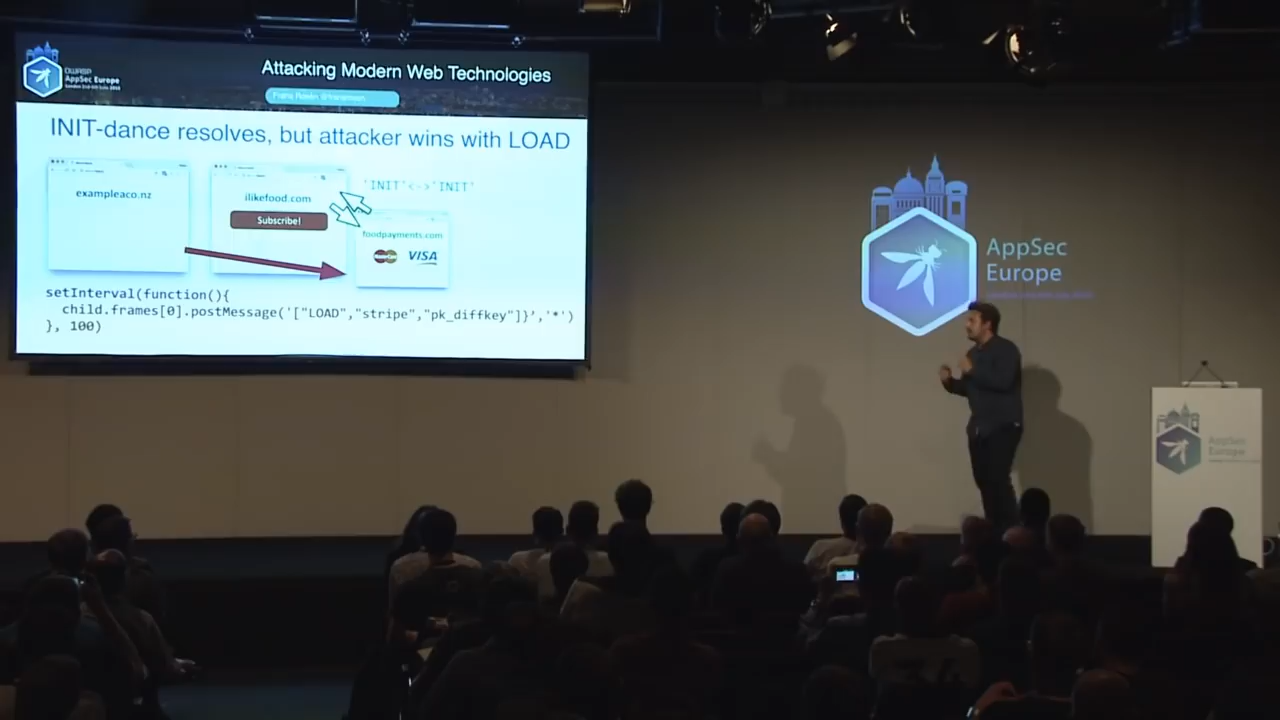 OWASP
AppSec Europe
Attacking Modern Web Technologies
INIT-dance resolves, but attacker wins with LOAD
exampleaco.nz
ilikefood.com
Subscribe!
'INIT'<->'INIT'
foodpayments.com
VISA
setInterval(function(){
child.frames[0].postMessage('["LOAD","stripe","pk_diffkey"]}','*')
}, 100)
AppSec
Europe
AppSec
Europe